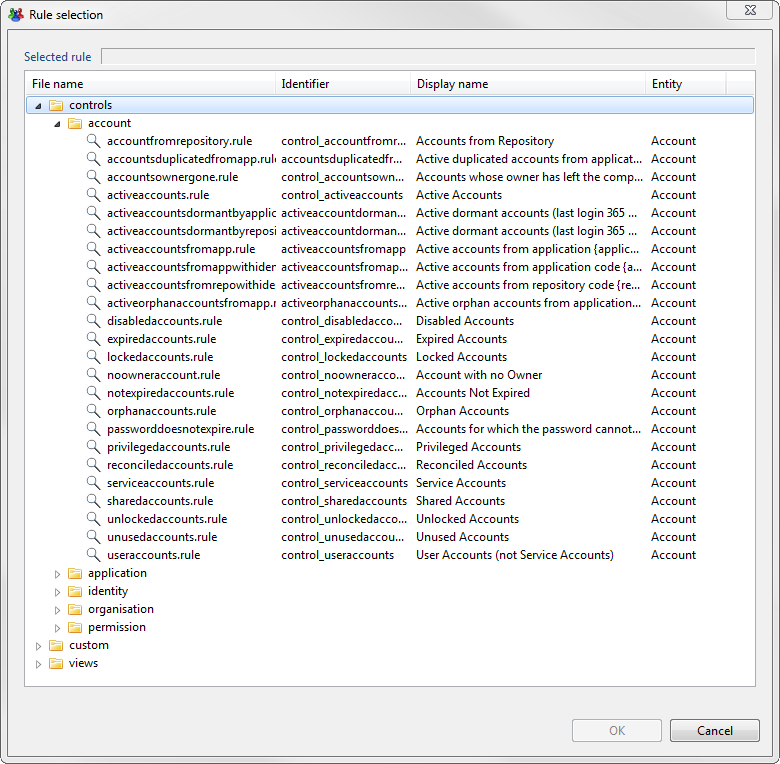 Rule selection
Selected rule
File name Identifier Display name Entity
controls
account
accountfromrepository.rule control_accountfromr... Accounts from Repository Account
accountsduplicatedfromapp.rule accountsduplicatedfr... Active duplicated accounts from applicat... Account
accountsownergone.rule control_accountsown... Accounts whose owner has left the comp... Account
activeaccounts.rule control_activeaccounts Active Accounts Account
activeaccountsdormantbyapplic activeaccountdorman... Active dormant accounts (last login 365 ... Account
activeaccountsdormantbyreposi activeaccountdorman... Active dormant accounts (last login 365 ... Account
activeaccountsfromapp.rule activeaccountsfromapp Active accounts from application {applic... Account
activeaccountsfromappwithiden activeaccountsfromap... Active accounts from application code {a... Account
activeaccountsfromrepowithide activeaccountsfromre... Active accounts from repository code {re... Account
activeorphanaccountsfromapp.r activeorphanaccounts... Active orphan accounts from application... Account
disabledaccounts.rule control_disabledacco... Disabled Accounts Account
expiredaccounts.rule control_expiredaccou... Expired Accounts Account
lockedaccounts.rule control_lockedaccounts Locked Accounts Account
noowneraccount.rule control_noowneracco... Account with no Owner Account
notexpiredaccounts.rule control_notexpiredacc... Accounts Not Expired Account
orphanaccounts.rule control_orphanaccou... Orphan Accounts Account
passworddoesnotexpire.rule control_passworddoes... Accounts for which the password cannot... Account
privilegedaccounts.rule control_privilegedacc... Privileged Accounts Account
reconciledaccounts.rule control_reconciledacc... Reconciled Accounts Account
serviceaccounts.rule control_serviceaccounts Service Accounts Account
sharedaccounts.rule control_sharedaccounts Shared Accounts Account
unlockedaccounts.rule control_unlockedacco... Unlocked Accounts Account
unusedaccounts.rule control_unusedaccou... Unused Accounts Account
useraccounts.rule control_useraccounts User Accounts (not Service Accounts) Account
application
identity
organisation
permission
custom
views
OK Cancel